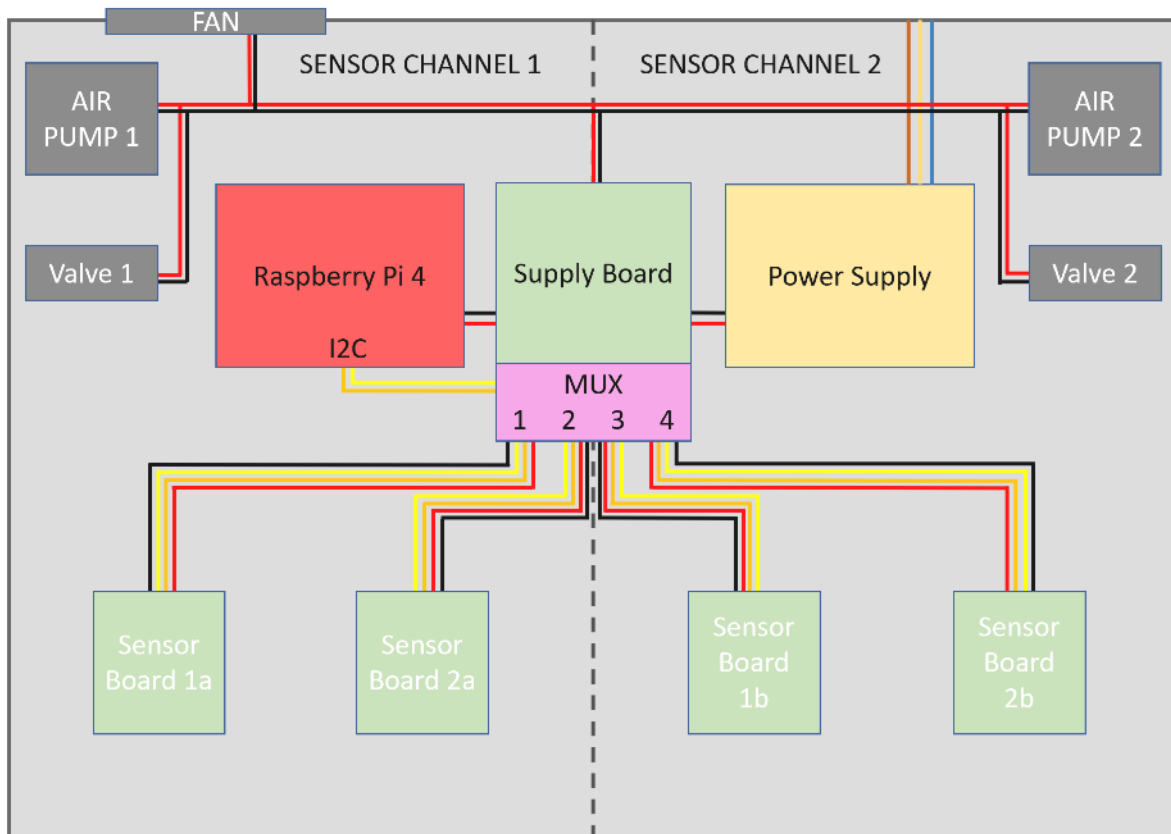 FAN
SENSOR CHANNEL 1
SENSOR CHANNEL 2
AIR
PUMP 1
AIR
PUMP 2
Valve 1
Raspberry Pi 4
I2C
Supply Board
Power Supply
Valve 2
MUX
1 2 3 4
Sensor
Board 1a
Sensor
Board 2a
Sensor
Board
1b
Sensor
Board
2b